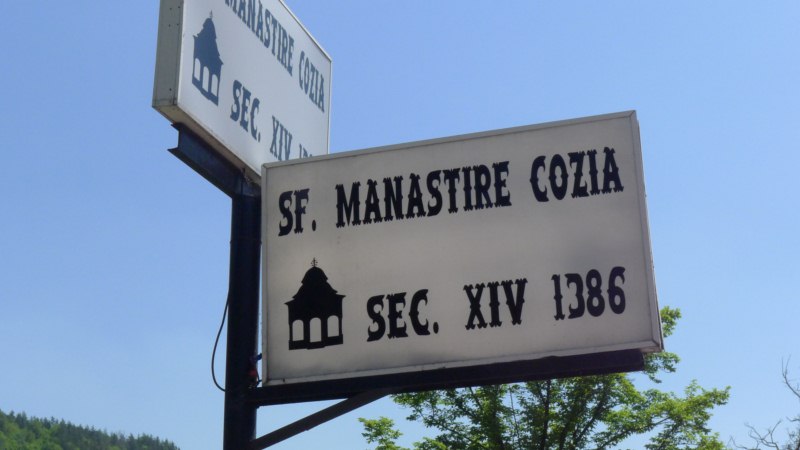 MANASTIRE COZIA
SEC. XIV
SF. MANASTIRE COZIA
SEC. XIV 1386